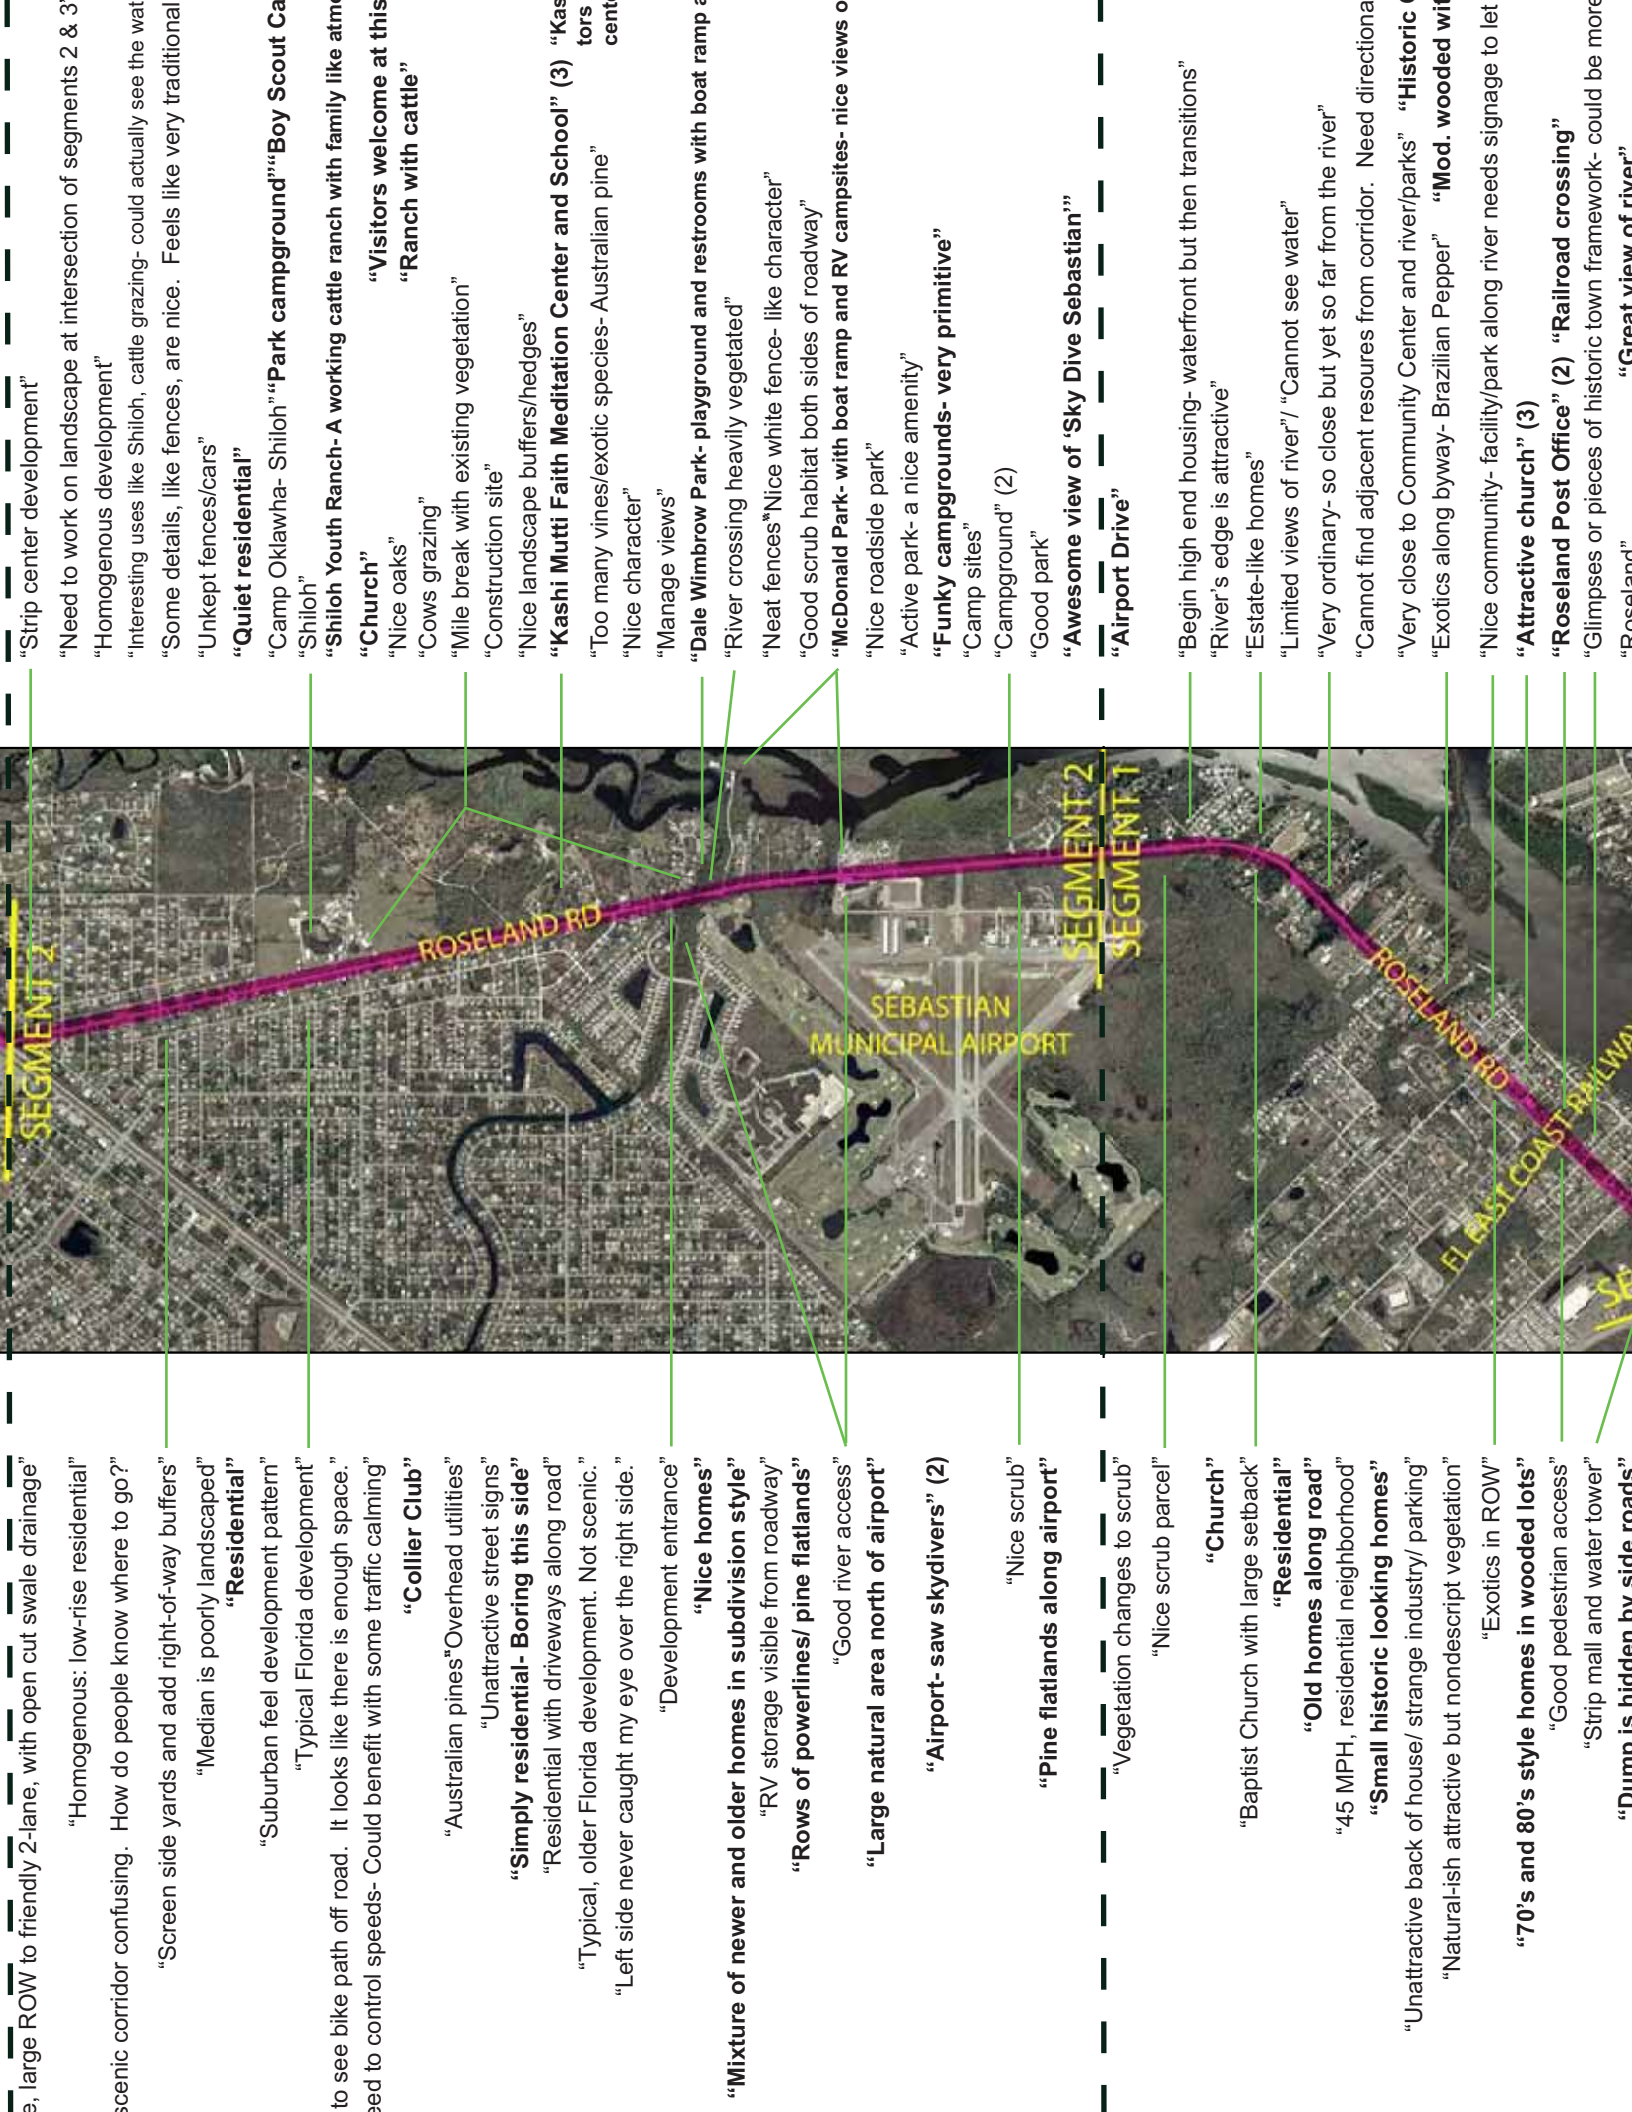 “Strip center development”
“Need to work on landscape at intersection of segments 2 & 3”
“Homogenous development”
“Interesting uses like Shiloh, cattle grazing- could actually see the wat
“Some details, like fences, are nice.  Feels like very traditional
“Unkept fences/cars”
“Quiet residential”
“Camp Oklawha- Shiloh” “Park campground” “Boy Scout Ca
“Shiloh”
“Shiloh Youth Ranch- A working cattle ranch with family like atm
“Church”
“Visitors welcome at this
“Nice oaks”
“Ranch with cattle”
“Cows grazing”
“Mile break with existing vegetation”
“Construction site”
“Nice landscape buffers/hedges”
“Kashi Mutti Faith Meditation Center and School” (3)  “Kas
tors
cent
“Too many vines/exotic species- Australian pine”
“Nice character”
“Manage views”
“Dale Wimbrow Park- playground and restrooms with boat ramp a
“River crossing heavily vegetated”
“Neat fences” “Nice white fence- like character”
“Good scrub habitat both sides of roadway”
“McDonald Park- with boat ramp and RV campsites- nice views o
“Nice roadside park”
“Active park- a nice amenity”
“Funky campgrounds- very primitive”
“Camp sites”
“Campground” (2)
“Good park”
“Awesome view of ‘Sky Dive Sebastian’”
“Airport Drive”
“Begin high end housing- waterfront but then transitions”
“River’s edge is attractive”
“Estate-like homes”
“Limited views of river”/ “Cannot see water”
“Very ordinary- so close but yet so far from the river”
“Cannot find adjacent resoures from corridor.  Need directiona
“Very close to Community Center and river/parks”  “Historic
“Exotics along byway- Brazilian Pepper”  “Mod. wooded wit
“Nice community- facility/park along river needs signage to let
“Attractive church” (3)
“Roseland Post Office” (2)  “Railroad crossing”
“Glimpses or pieces of historic town framework- could be more
“Roseland”
“Great view of river”
SEGMENT 2
ROSELAND RD
SEBASTIAN
MUNICIPAL AIRPORT
SEGMENT 2
SEGMENT 1
ROSELAND RD
FL EAST COAST RAILWAY
SE
e, large ROW to friendly 2-lane, with open cut swale drainage”
“Homogenous: low-rise residential”
scenic corridor confusing.  How do people know where to go?”
“Screen side yards and add right-of-way buffers”
“Median is poorly landscaped”
“Residential”
“Suburban feel development pattern”
“Typical Florida development”
to see bike path off road.  It looks like there is enough space.”
eed to control speeds- Could benefit with some traffic calming”
“Collier Club”
“Australian pines” “Overhead utilities”
“Unattractive street signs”
“Simply residential- Boring this side”
“Residential with driveways along road”
“Typical, older Florida development. Not scenic.”
“Left side never caught my eye over the right side.”
“Development entrance”
“Nice homes”
“Mixture of newer and older homes in subdivision style”
“RV storage visible from roadway”
“Rows of powerlines/ pine flatlands”
“Good river access”
“Large natural area north of airport”
“Airport- saw skydivers” (2)
“Nice scrub”
“Pine flatlands along airport”
“Vegetation changes to scrub”
“Nice scrub parcel”
“Church”
“Baptist Church with large setback”
“Residential”
“Old homes along road”
“45 MPH, residential neighborhood”
“Small historic looking homes”
“Unattractive back of house/ strange industry/ parking”
“Natural-ish attractive but nondescript vegetation”
“Exotics in ROW”
“70’s and 80’s style homes in wooded lots”
“Good pedestrian access”
“Strip mall and water tower”
“Dump is hidden by side roads”